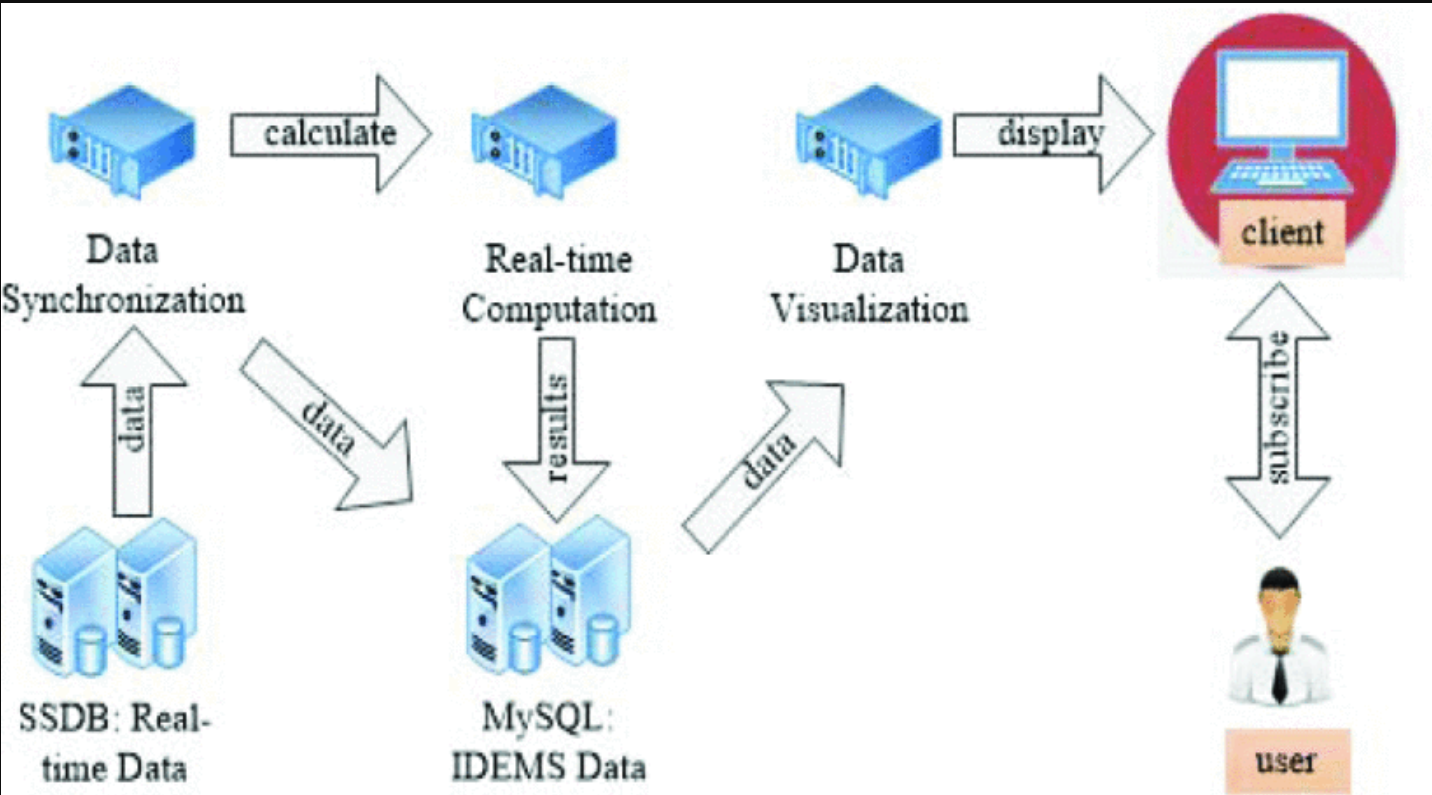 calculate
display
client
Data
Synchronization
Real-time
Computation
Data
Visualization
data
data
results
data
subscribe
SSDB: Real-
time Data
MySQL:
IDEMS Data
user